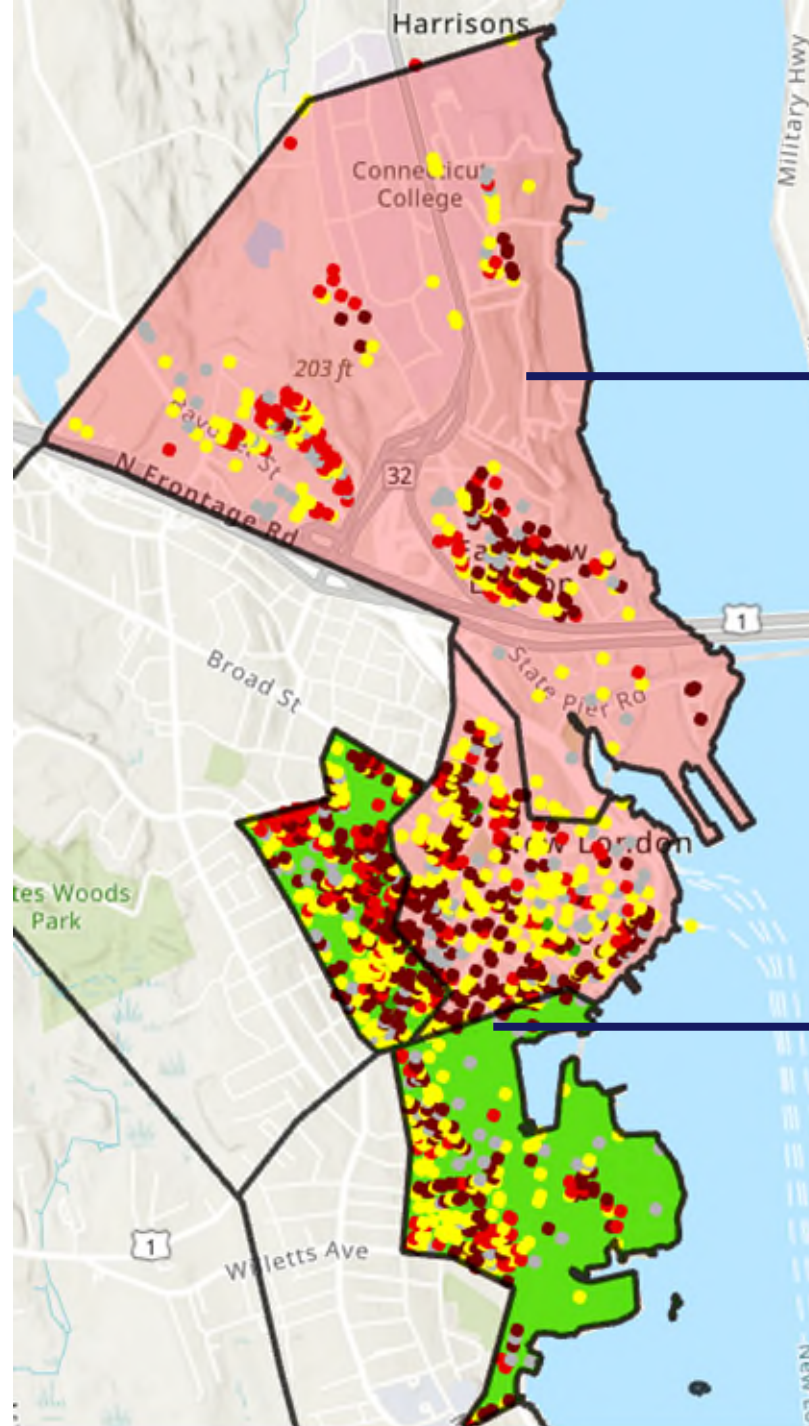 Harrisons
Military Hwy
Connecticut
College
203 ft
N Frontage Rd
32
1
Broad St
State Pier Ro
New London
tes Woods
Park
1
Willetts Ave